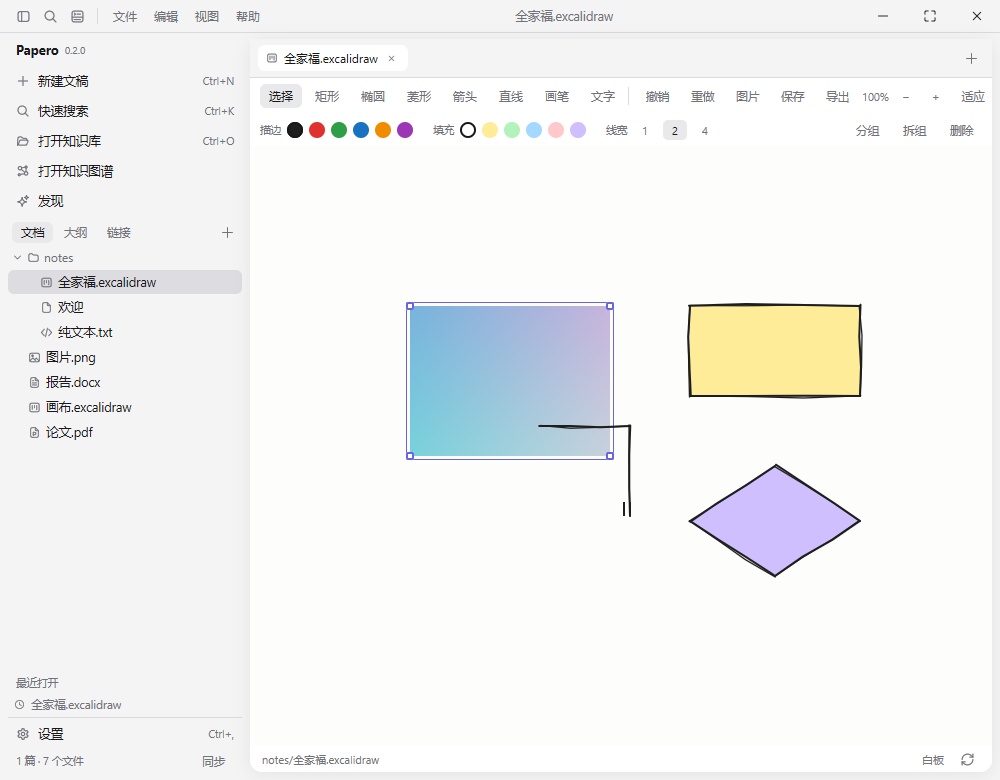 文件 编辑 视图 帮助 全家福.excalidraw
Papero 0.2.0
新建文稿 Ctrl+N
快速搜索 Ctrl+K
打开知识库 Ctrl+O
打开知识图谱
发现
文档 大纲 链接
notes
全家福.excalidraw
欢迎
纯文本.txt
图片.png
报告.docx
画布.excalidraw
论文.pdf
最近打开
全家福.excalidraw
设置 Ctrl+,
1 篇 · 7 个文件 同步
全家福.excalidraw ×
选择 矩形 椭圆 菱形 箭头 直线 画笔 文字 撤销 重做 图片 保存 导出 100% − + 适应
描边 填充 线宽 1 2 4 分组 拆组 删除
notes/全家福.excalidraw 白板